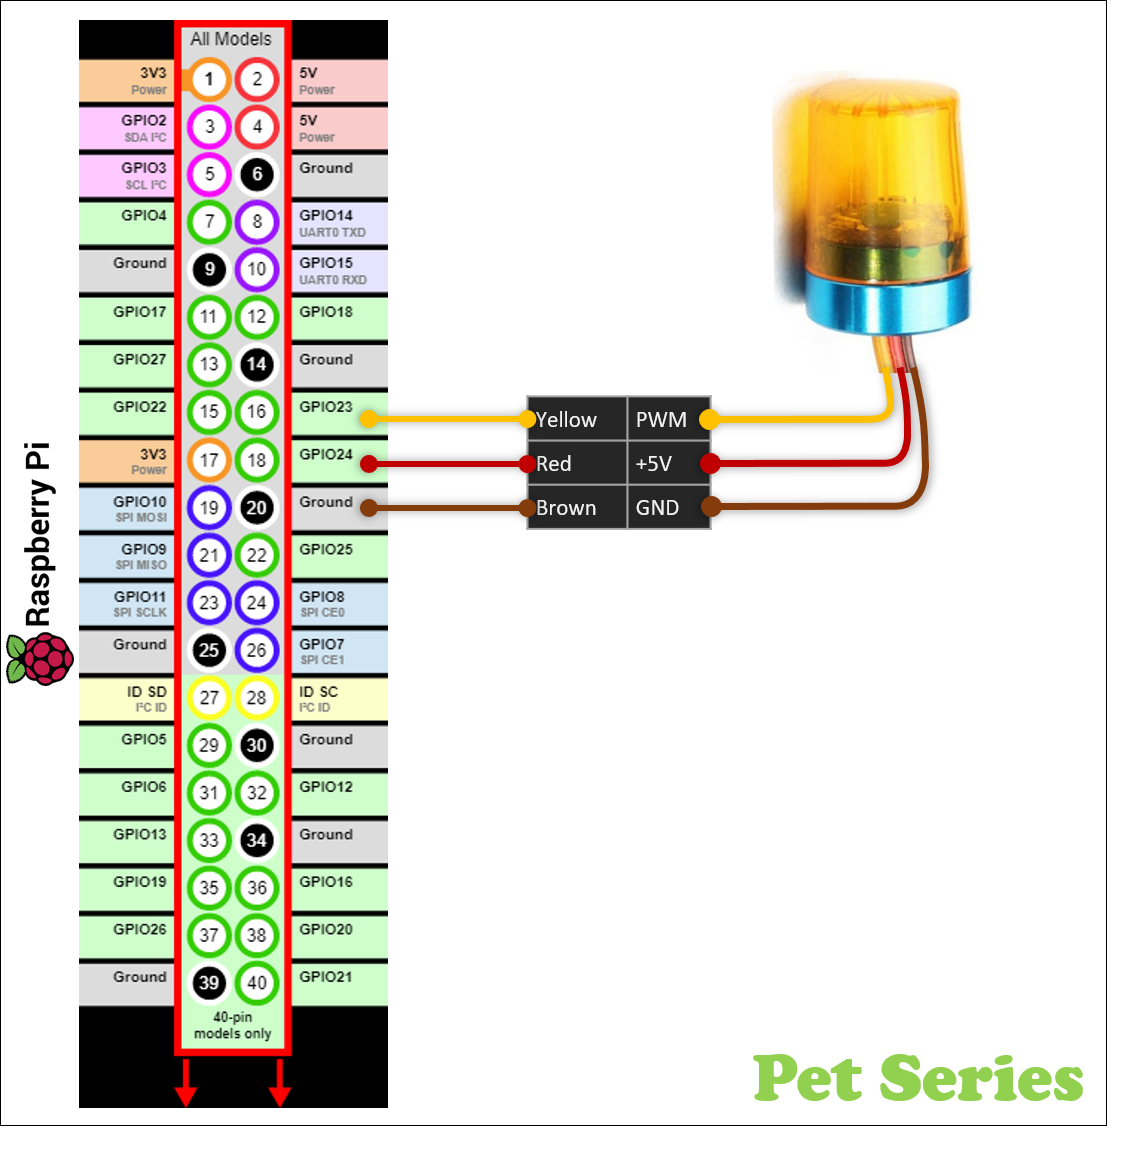 All Models
3V3
Power
1
2
5V
Power
GPIO2
SDA I²C
3
4
5V
Power
GPIO3
SCL I²C
5
6
Ground
GPIO4
7
8
GPIO14
UART0 TXD
Ground
9
10
GPIO15
UART0 RXD
GPIO17
11
12
GPIO18
GPIO27
13
14
Ground
GPIO22
15
16
GPIO23
3V3
Power
17
18
GPIO24
GPIO10
SPI MOSI
19
20
Ground
GPIO9
SPI MISO
21
22
GPIO25
GPIO11
SPI SCLK
23
24
GPIO8
SPI CE0
Ground
25
26
GPIO7
SPI CE1
ID SD
I²C ID
27
28
ID SC
I²C ID
GPIO5
29
30
Ground
GPIO6
31
32
GPIO12
GPIO13
33
34
Ground
GPIO19
35
36
GPIO16
GPIO26
37
38
GPIO20
Ground
39
40
GPIO21
40-pin
models only
Raspberry Pi
Yellow PWM
Red +5V
Brown GND
Pet Series